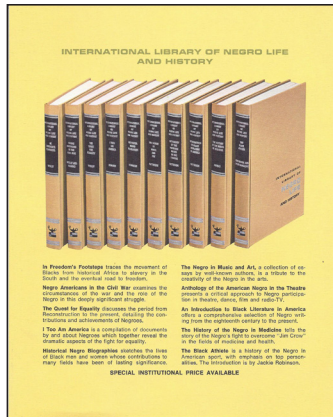 INTERNATIONAL LIBRARY OF NEGRO LIFE
AND HISTORY
INTERNATIONAL
LIBRARY OF
AND HISTORY
In Freedom's Footsteps traces the movement of
Blacks from historical Africa to slavery in the
South and the eventual road to freedom.
Negro Americans in the Civil War examines the
circumstances of the war and the role of the
Negro in this deeply significant struggle.
The Quest for Equality discusses the period from
Reconstruction to the present, detailing the con-
tributions and achievements of Negroes.
I Too Am America is a compilation of documents
by and about Negroes which together reveal the
dramatic aspects of the fight for equality.
Historical Negro Biographies sketches the lives
of Black men and women whose contributions to
many fields have been of lasting significance.
The Negro in Music and Art, a collection of es-
says by well-known authors, is a tribute to the
creativity of the Negro in the arts.
Anthology of the American Negro in the Theatre
presents a critical approach to Negro participa-
tion in theatre, dance, film and radio-TV.
An Introduction to Black Literature in America
offers a comprehensive selection of Negro writ-
ing from the eighteenth century to the present.
The History of the Negro in Medicine tells the
story of the Negro's fight to overcome "Jim Crow"
in the fields of medicine and health.
The Black Athlete is a history of the Negro in
American sport, with emphasis on top person-
alities. The Introduction is by Jackie Robinson.
SPECIAL INSTITUTIONAL PRICE AVAILABLE